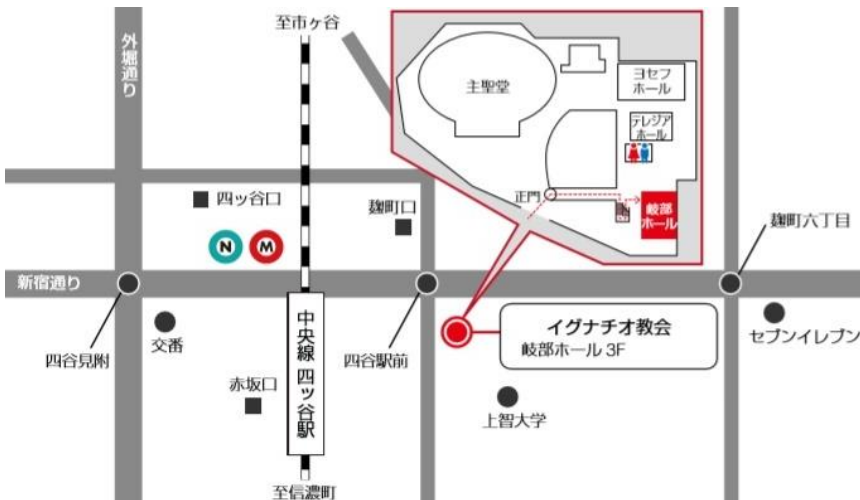 至市ヶ谷
外堀通り
主聖堂
ヨセフ
ホール
テレジア
ホール
四ッ谷口
麹町口
正門
岐部
ホール
麹町六丁目
N
M
新宿通り
四谷見附
交番
中央線 四ッ谷駅
四谷駅前
イグナチオ教会
岐部ホール 3F
セブンイレブン
赤坂口
上智大学
至信濃町